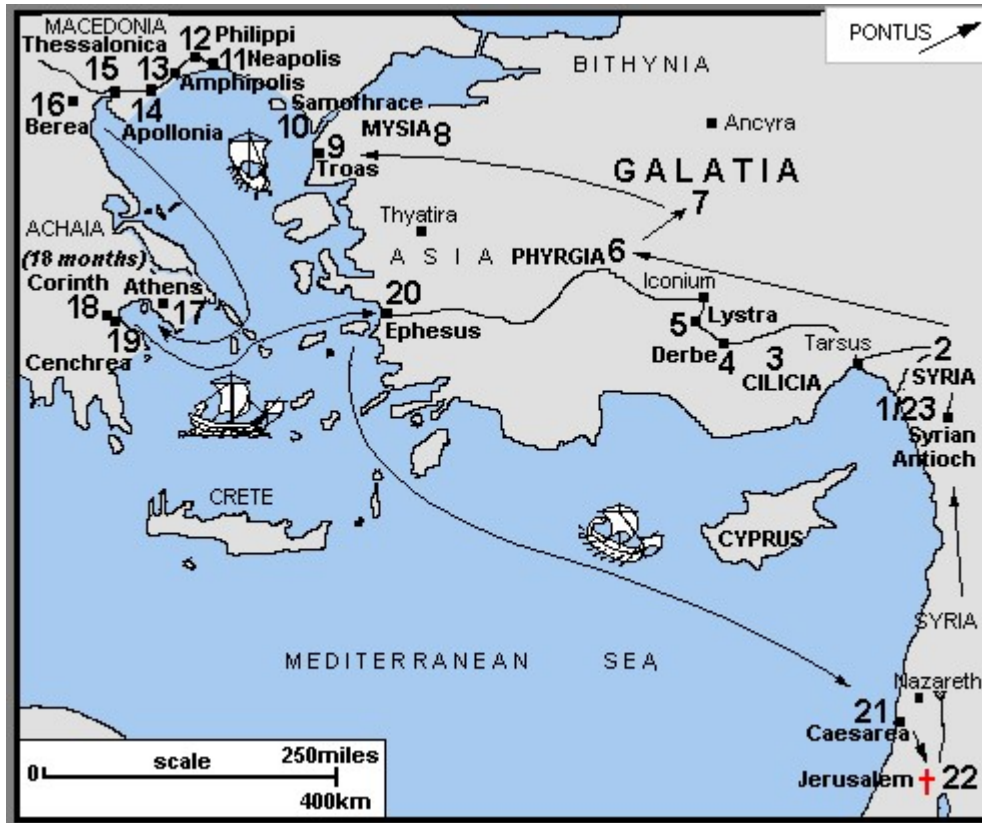 MACEDONIA
PONTUS
Thessalonica
12 Philippi
11 Neapolis
15
13
Amphipolis
BITHYNIA
16
Berea
14
Apollonia
Samothrace
10
MYSIA 8
Ancyra
9
Troas
GALATIA
7
Thyatira
ACHAIA
(18 months)
ASIA
PHYRGIA 6
Corinth
Athens
18
17
19
Cenchrea
20
Ephesus
Iconium
5
Lystra
Derbe
4
3
CILICIA
Tarsus
2
SYRIA
1/23
Syrian
Antioch
CRETE
CYPRUS
SYRIA
MEDITERRANEAN SEA
Nazareth
21
Caesarea
Jerusalem 22
scale
250miles
0
400km